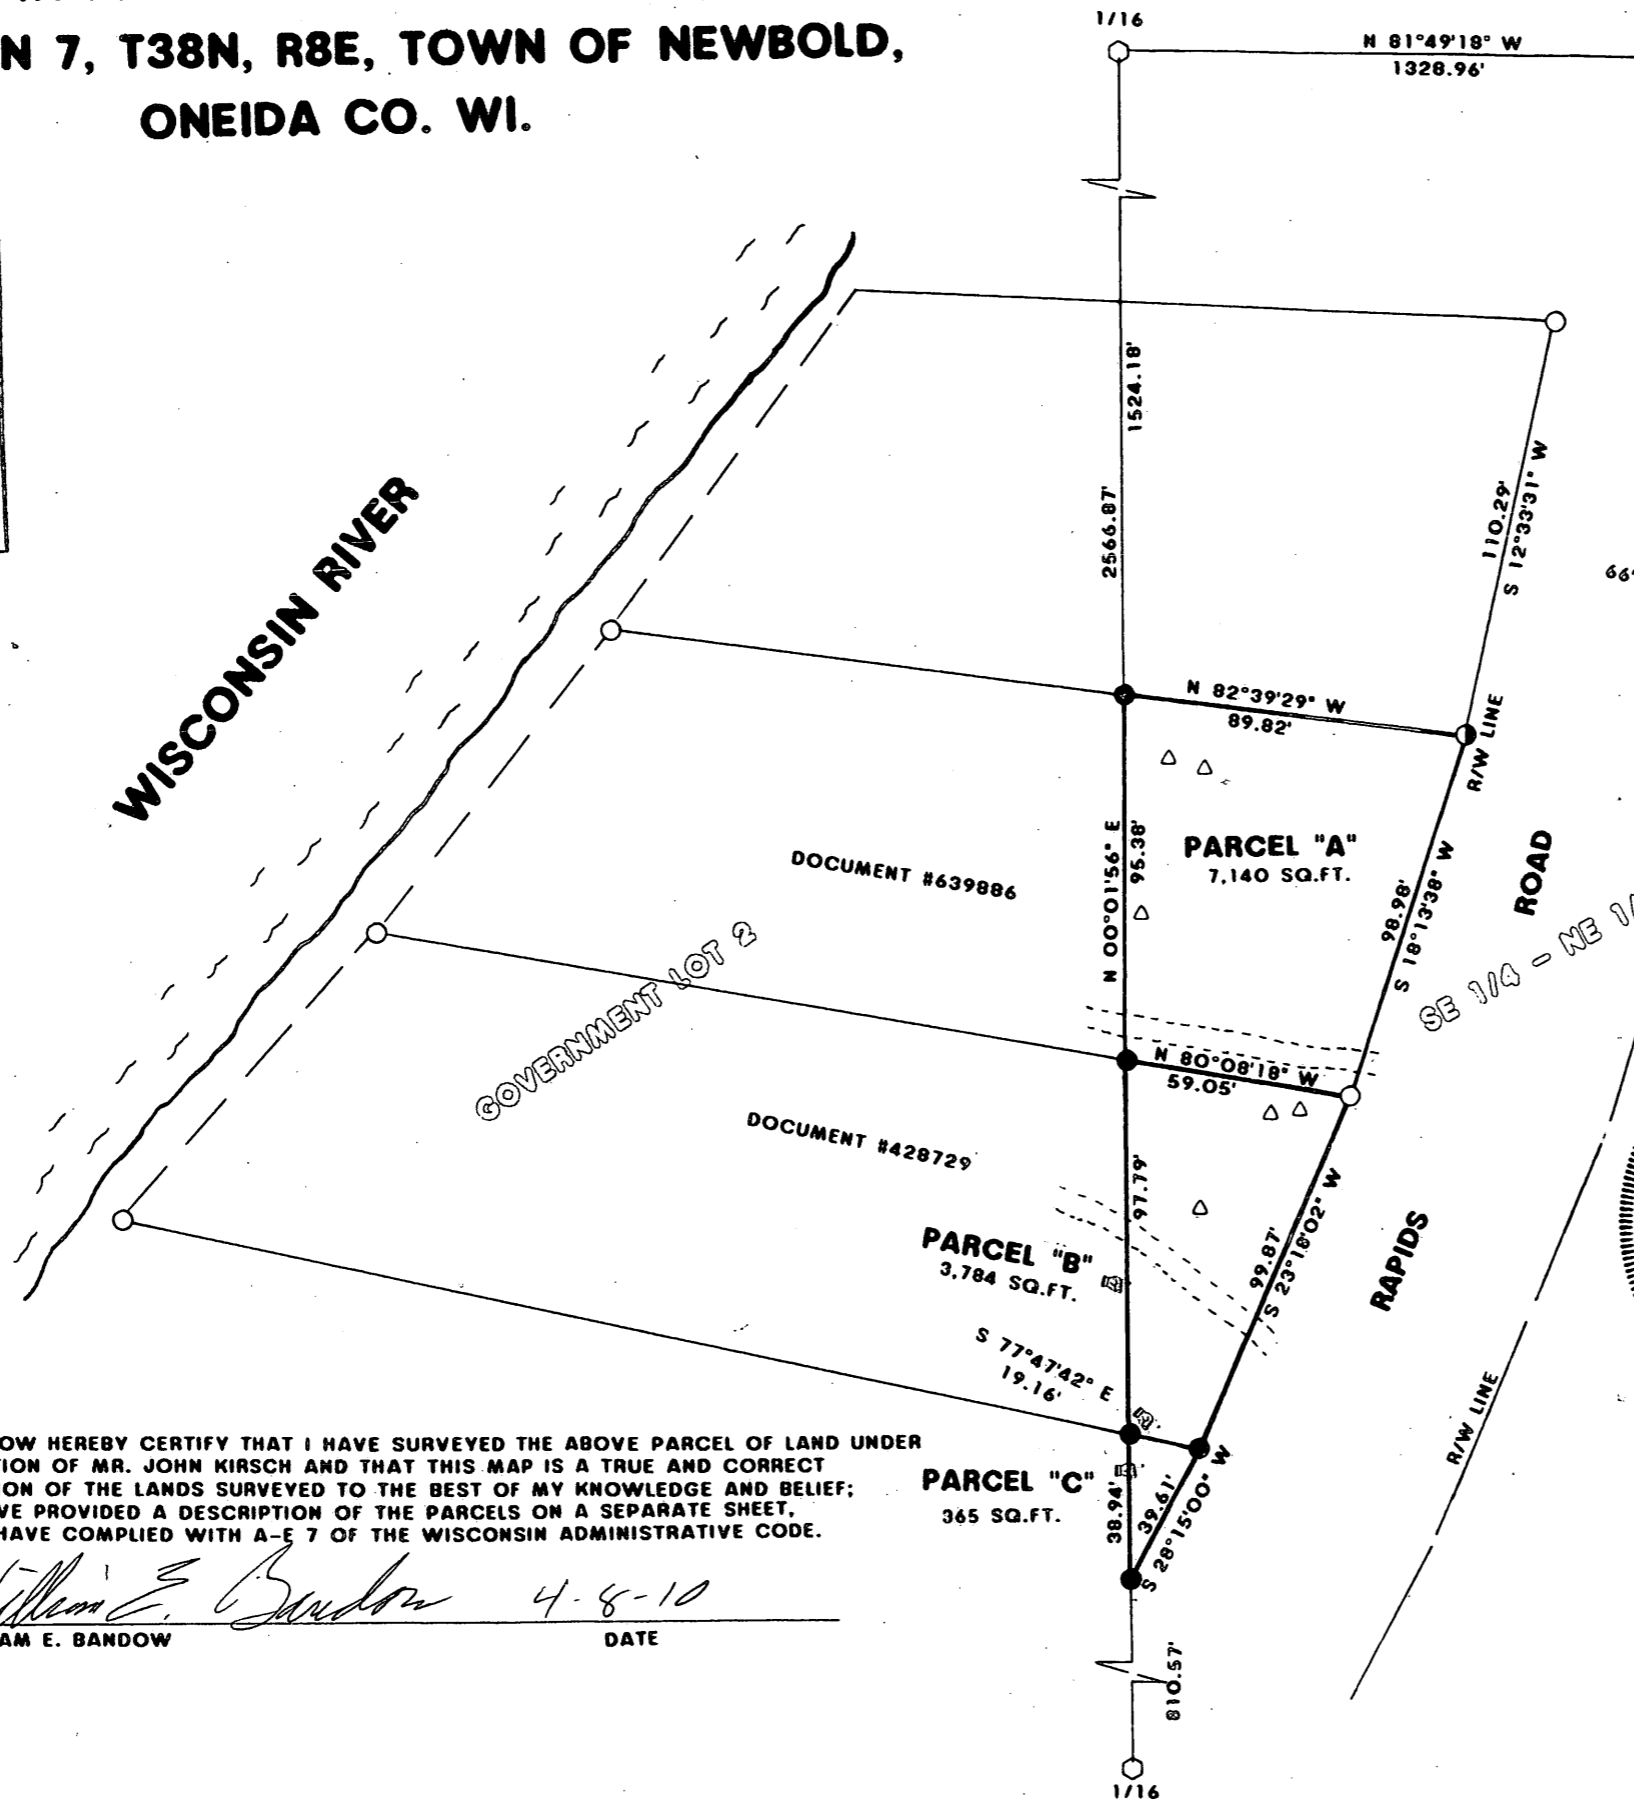 N 7, T38N, R8E, TOWN OF NEWBOLD,
ONEIDA CO. WI.
1/16
N 81°49'18" W
1328.96'
WISCONSIN RIVER
1524.18'
2566.87'
110.29'
S 12°33'31" W
66'
N 82°39'29" W
89.82'
R/W LINE
N 00°01'56" E
95.38'
PARCEL "A"
7,140 SQ.FT.
98.98'
S 18°13'38" W
ROAD
SE 1/4 - NE 1/
DOCUMENT #639886
GOVERNMENT LOT 2
N 80°08'18" W
59.05'
DOCUMENT #428729
97.79'
PARCEL "B"
3,784 SQ.FT.
99.87'
S 23°18'02" W
RAPIDS
S 77°47'42" E
19.16'
R/W LINE
PARCEL "C"
365 SQ.FT.
38.94'
39.61'
S 28°15'00" W
OW HEREBY CERTIFY THAT I HAVE SURVEYED THE ABOVE PARCEL OF LAND UNDER
TION OF MR. JOHN KIRSCH AND THAT THIS MAP IS A TRUE AND CORRECT
ON OF THE LANDS SURVEYED TO THE BEST OF MY KNOWLEDGE AND BELIEF;
VE PROVIDED A DESCRIPTION OF THE PARCELS ON A SEPARATE SHEET,
HAVE COMPLIED WITH A-E 7 OF THE WISCONSIN ADMINISTRATIVE CODE.
illiam E. Bandow 4-8-10
AM E. BANDOW DATE
810.57'
1/16